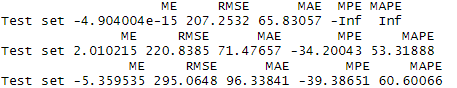 ME RMSE MAE MPE MAPE
Test set -4.904004e-15 207.2532 65.83057 -Inf Inf
ME RMSE MAE MPE MAPE
Test set 2.010215 220.8385 71.47657 -34.20043 53.31888
ME RMSE MAE MPE MAPE
Test set -5.359535 295.0648 96.33841 -39.38651 60.60066